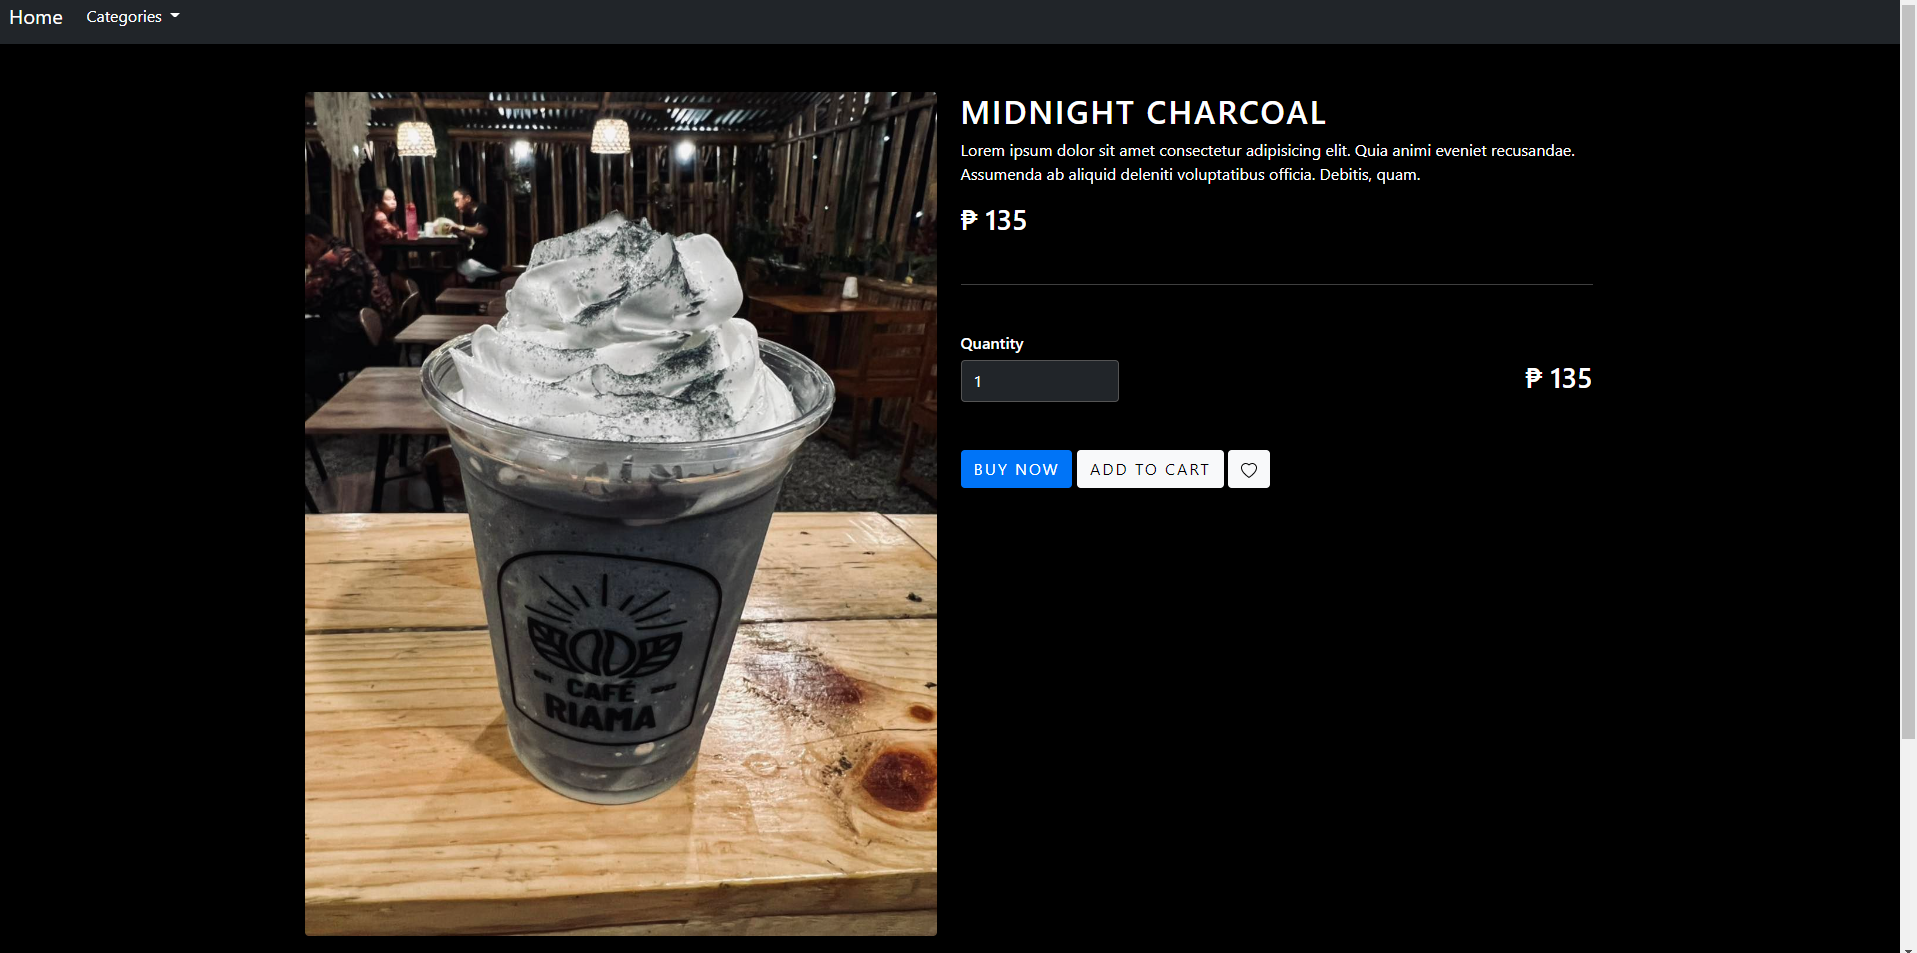 Home
Categories
MIDNIGHT CHARCOAL
Lorem ipsum dolor sit amet consectetur adipisicing elit. Quia animi eveniet recusandae.
Assumenda ab aliquid deleniti voluptatibus officia. Debitis, quam.
₱ 135
Quantity
1
₱ 135
BUY NOW
ADD TO CART
CAFÉ
RIAMA